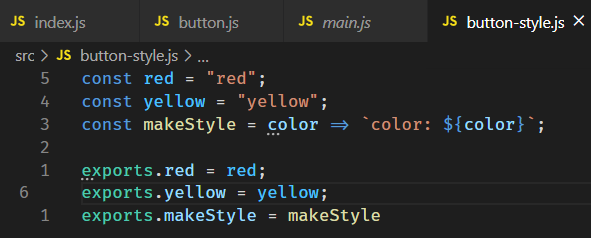 JS index.js JS button.js JS main.js JS button-style.js ×
src > JS button-style.js > ...
5 const red = "red";
4 const yellow = "yellow";
3 const makeStyle = color => `color: ${color}`;
2
1 exports.red = red;
6 exports.yellow = yellow;
1 exports.makeStyle = makeStyle